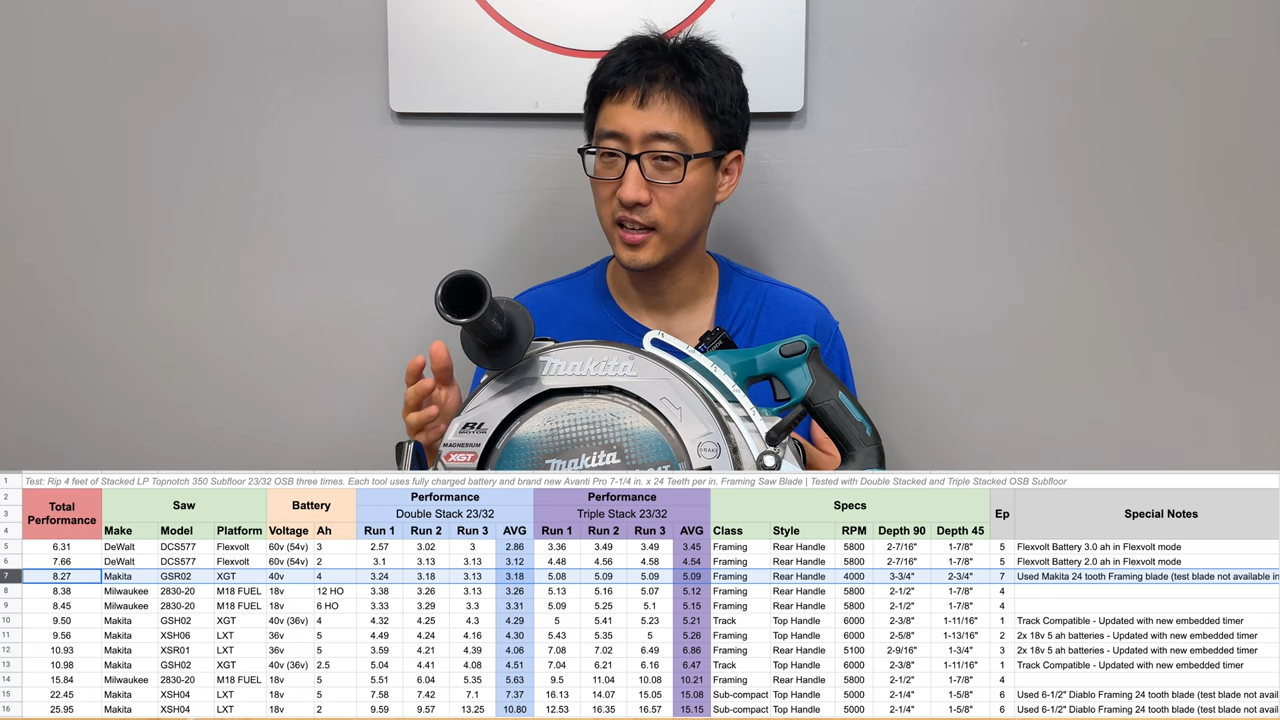 makita
BL
MOTOR
MAGNESIUM
XGT
BRAKE
makita
1 Test: Rip 4 feet of Stacked LP Topnotch 350 Subfloor 23/32 OSB three times. Each tool uses fully charged battery and brand new Avanti Pro 7-1/4 in. x 24 Teeth per in. Framing Saw Blade | Tested with Double Stacked and Triple Stacked OSB Subfloor
2 Total Performance Saw Battery Performance Performance Specs Ep Special Notes
3 Double Stack 23/32 Triple Stack 23/32
4 Make Model Platform Voltage Ah Run 1 Run 2 Run 3 AVG Run 1 Run 2 Run 3 AVG Class Style RPM Depth 90 Depth 45
5 6.31 DeWalt DCS577 Flexvolt 60v (54v) 3 2.57 3.02 3 2.86 3.36 3.49 3.49 3.45 Framing Rear Handle 5800 2-7/16" 1-7/8" 5 Flexvolt Battery 3.0 ah in Flexvolt mode
6 7.66 DeWalt DCS577 Flexvolt 60v (54v) 2 3.1 3.13 3.13 3.12 4.48 4.56 4.58 4.54 Framing Rear Handle 5800 2-7/16" 1-7/8" 5 Flexvolt Battery 2.0 ah in Flexvolt mode
7 8.27 Makita GSR02 XGT 40v 4 3.24 3.18 3.13 3.18 5.08 5.09 5.09 5.09 Framing Rear Handle 4000 3-3/4" 2-3/4" 7 Used Makita 24 tooth Framing blade (test blade not available in
8 8.38 Milwaukee 2830-20 M18 FUEL 18v 12 HO 3.38 3.26 3.13 3.26 5.13 5.16 5.07 5.12 Framing Rear Handle 5800 2-1/2" 1-7/8" 4
9 8.45 Milwaukee 2830-20 M18 FUEL 18v 6 HO 3.33 3.29 3.3 3.31 5.09 5.25 5.1 5.15 Framing Rear Handle 5800 2-1/2" 1-7/8" 4
10 9.50 Makita GSH02 XGT 40v (36v) 4 4.32 4.25 4.3 4.29 5 5.41 5.23 5.21 Track Top Handle 6000 2-3/8" 1-11/16" 1 Track Compatible - Updated with new embedded timer
11 9.56 Makita XSH06 LXT 36v 5 4.49 4.24 4.16 4.30 5.43 5.35 5 5.26 Framing Top Handle 6000 2-5/8" 1-13/16" 2 2x 18v 5 ah batteries - Updated with new embedded timer
12 10.93 Makita XSR01 LXT 36v 5 3.59 4.21 4.39 4.06 7.08 7.02 6.49 6.86 Framing Rear Handle 5100 2-9/16" 1-3/4" 3 2x 18v 5 ah batteries - Updated with new embedded timer
13 10.98 Makita GSH02 XGT 40v (36v) 2.5 5.04 4.41 4.08 4.51 7.04 6.21 6.16 6.47 Track Top Handle 6000 2-3/8" 1-11/16" 1 Track Compatible - Updated with new embedded timer
14 15.84 Milwaukee 2830-20 M18 FUEL 18v 5 5.51 6.04 5.35 5.63 9.5 11.04 10.08 10.21 Framing Rear Handle 5800 2-1/2" 1-7/8" 4
15 22.45 Makita XSH04 LXT 18v 5 7.58 7.42 7.1 7.37 16.13 14.07 15.05 15.08 Sub-compact Top Handle 5000 2-1/4" 1-5/8" 6 Used 6-1/2" Diablo Framing 24 tooth blade (test blade not avail
16 25.95 Makita XSH04 LXT 18v 2 9.59 9.57 13.25 10.80 12.53 16.35 16.57 15.15 Sub-compact Top Handle 5000 2-1/4" 1-5/8" 6 Used 6-1/2" Diablo Framing 24 tooth blade (test blade not avail